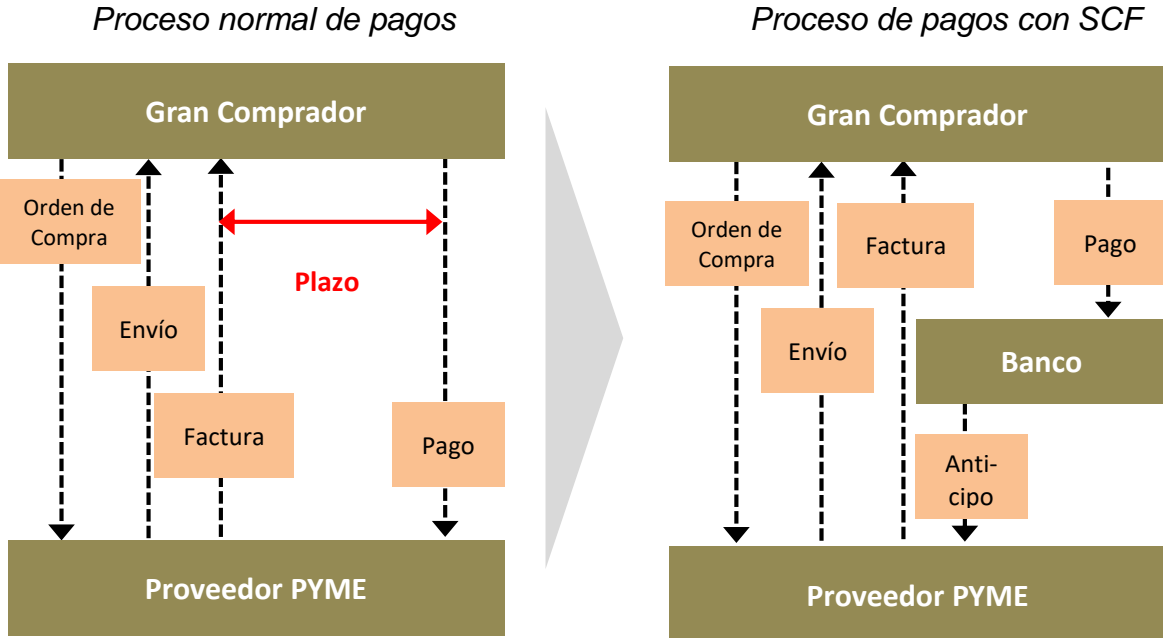 Proceso normal de pagos
Gran Comprador
Orden de
Compra
Plazo
Envío
Factura
Pago
Proveedor PYME
Proceso de pagos con SCF
Gran Comprador
Orden de
Compra
Factura
Pago
Envío
Banco
Anti-
cipo
Proveedor PYME